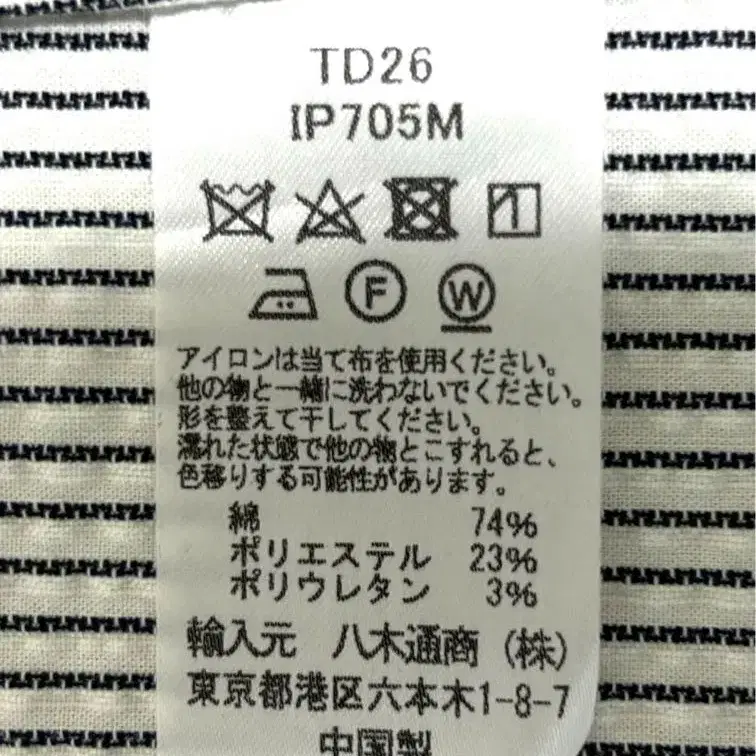 TD26
IP705M
F W
アイロンは当て布を使用ください。
他の物と一緒に洗わないでください。
形を整えて干してください。
濡れた状態で他の物とこすれると、
色移りする可能性があります。
綿 74%
ポリエステル 23%
ポリウレタン 3%
輸入元 八木通商(株)
東京都港区六本木1-8-7
中国製